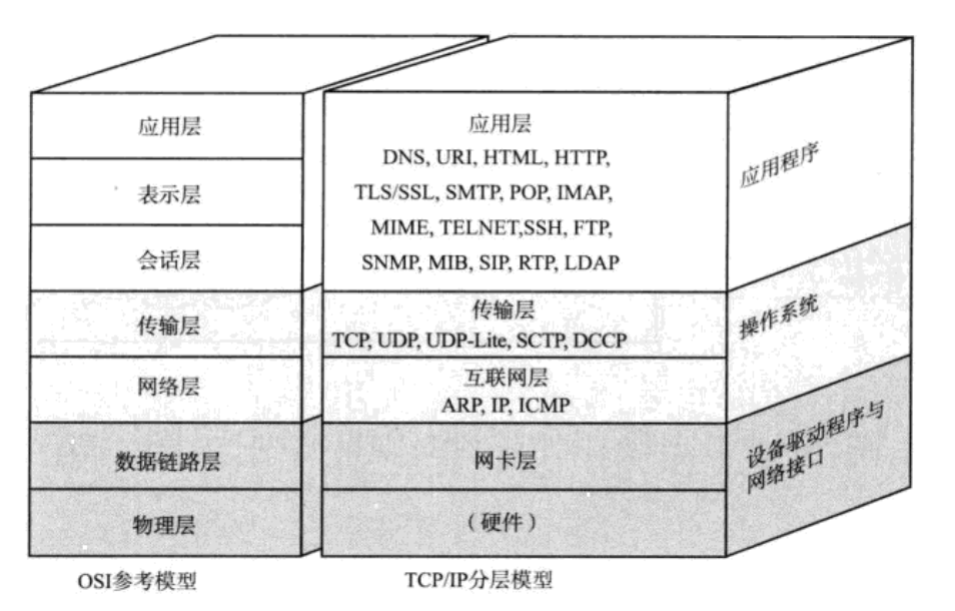 应用层
表示层
会话层
传输层
网络层
数据链路层
物理层
OSI参考模型
应用层
DNS, URI, HTML, HTTP,
TLS/SSL, SMTP, POP, IMAP,
MIME, TELNET,SSH, FTP,
SNMP, MIB, SIP, RTP, LDAP
传输层
TCP, UDP, UDP-Lite, SCTP, DCCP
互联网层
ARP, IP, ICMP
网卡层
（硬件）
TCP/IP分层模型
应用程序
操作系统
设备驱动程序与
网络接口